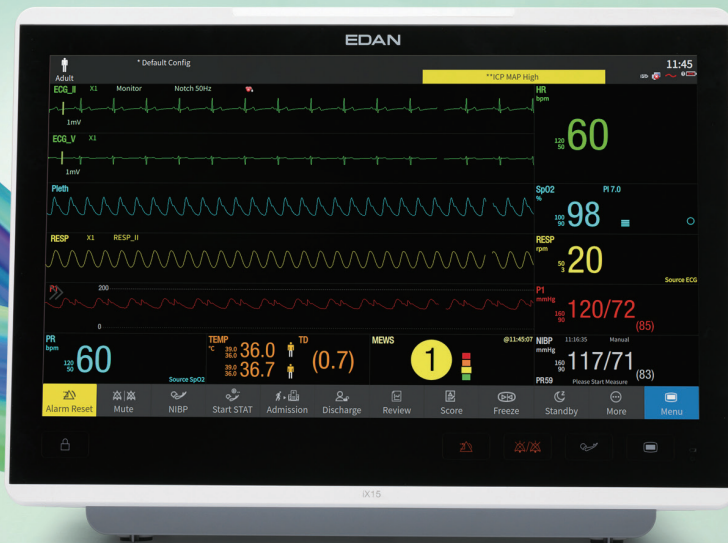 EDAN
Adult
* Default Config
**ICP MAP High
11:45
ECG_II X1 Monitor Notch 50Hz
1mV
HR
bpm
120
50
60
ECG_V X1
1mV
Pleth
SpO2
%
PI 7.0
100
90
98
RESP X1 RESP_II
RESP
rpm
50
3
20
Source ECG
P1
200
0
P1
mmHg
160
90
120/72
(85)
PR
bpm
120
50
60
Source SpO2
TEMP
°C
39.0
36.0
36.0
39.0
36.0
36.7
TD
(0.7)
MEWS
@11:45:07
1
NIBP
mmHg
11:16:35
Manual
160
90
117/71
(83)
PR59
Please Start Measure
Alarm Reset
Mute
NIBP
Start STAT
Admission
Discharge
Review
Score
Freeze
Standby
More
Menu
iX15